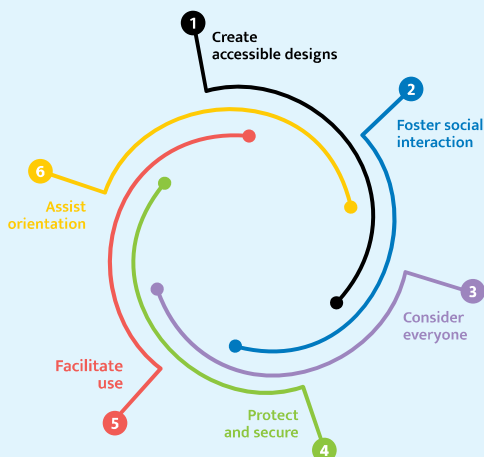 1
Create
accessible designs
2
Foster social
interaction
3
Consider
everyone
4
Protect
and secure
5
Facilitate
use
6
Assist
orientation